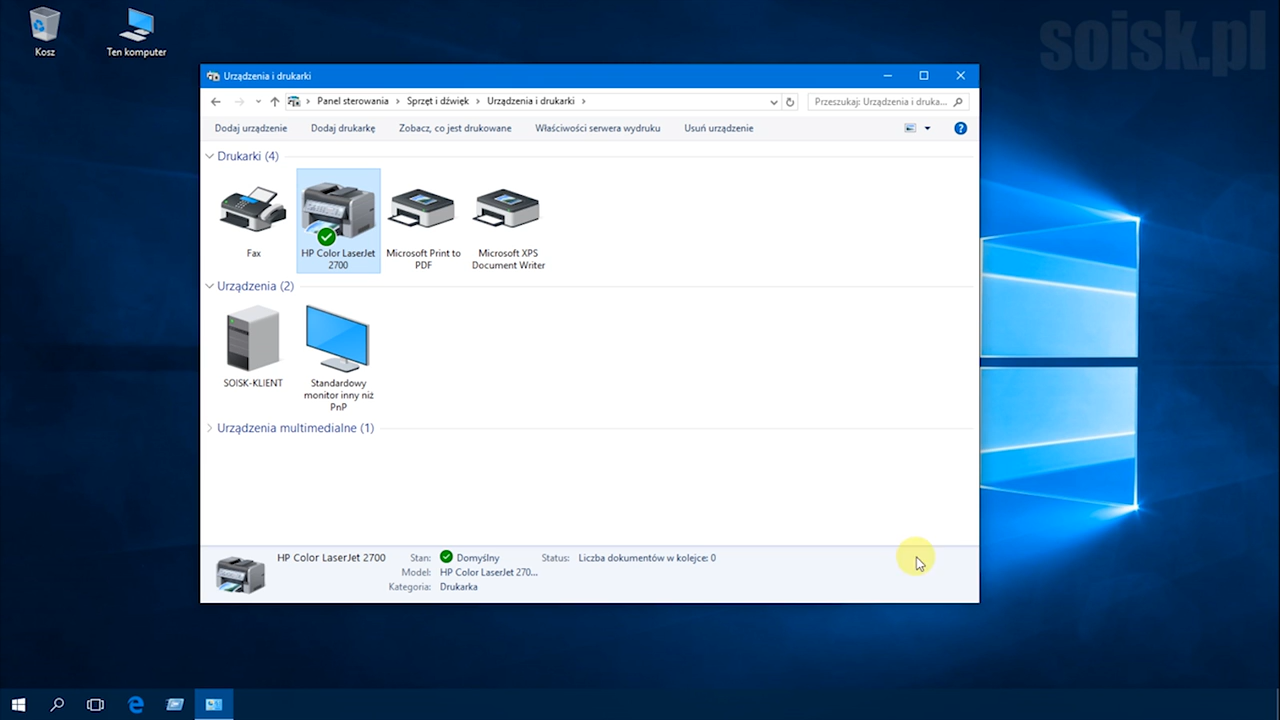 soisk.pl
Kosz
Ten komputer
Urządzenia i drukarki
Panel sterowania
Sprzęt i dźwięk
Urządzenia i drukarki
Przeszukaj: Urządzenia i druka...
Dodaj urządzenie
Dodaj drukarkę
Zobacz, co jest drukowane
Właściwości serwera wydruku
Usuń urządzenie
Drukarki (4)
Fax
HP Color LaserJet
2700
Microsoft Print to
PDF
Microsoft XPS
Document Writer
Urządzenia (2)
SOISK-KLIENT
Standardowy
monitor inny niż
PnP
Urządzenia multimedialne (1)
HP Color LaserJet 2700
Stan: Domyślny
Status: Liczba dokumentów w kolejce: 0
Model: HP Color LaserJet 270...
Kategoria: Drukarka